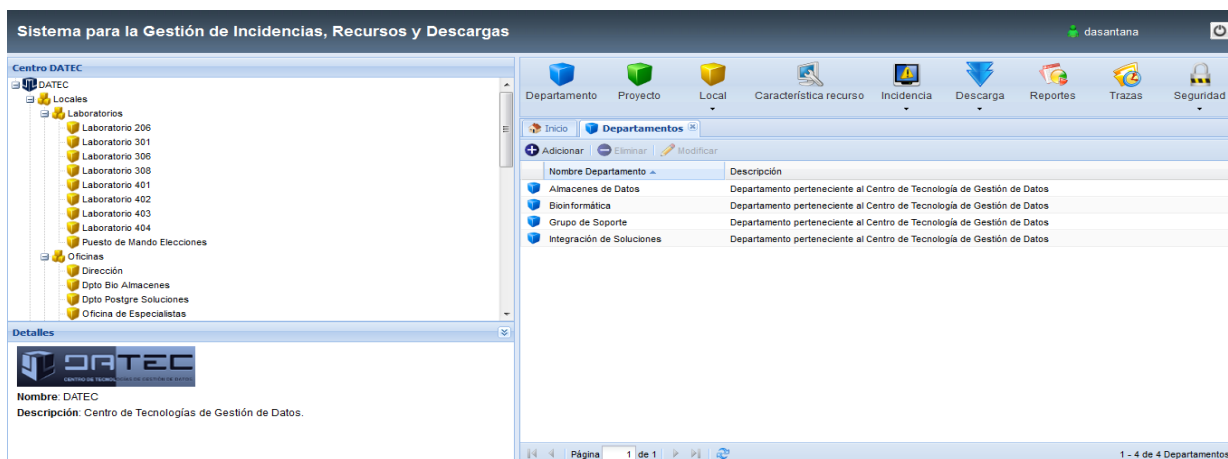 Sistema para la Gestión de Incidencias, Recursos y Descargas
dasantana
Centro DATEC
DATEC
Locales
Laboratorios
Laboratorio 206
Laboratorio 301
Laboratorio 306
Laboratorio 308
Laboratorio 401
Laboratorio 402
Laboratorio 403
Laboratorio 404
Puesto de Mando Elecciones
Oficinas
Dirección
Dpto Bio Almacenes
Dpto Postgre Soluciones
Oficina de Especialistas
Detalles
DATEC
CENTRO DE TECNOLOGÍAS DE GESTIÓN DE DATOS
Nombre: DATEC
Descripción: Centro de Tecnologías de Gestión de Datos.
Departamento Proyecto Local Característica recurso Incidencia Descarga Reportes Trazas Seguridad
Inicio Departamentos
Adicionar Eliminar Modificar
Nombre Departamento Descripción
Almacenes de Datos Departamento perteneciente al Centro de Tecnología de Gestión de Datos
Bioinformática Departamento perteneciente al Centro de Tecnología de Gestión de Datos
Grupo de Soporte Departamento perteneciente al Centro de Tecnología de Gestión de Datos
Integración de Soluciones Departamento perteneciente al Centro de Tecnología de Gestión de Datos
Página 1 de 1 1 - 4 de 4 Departamentos